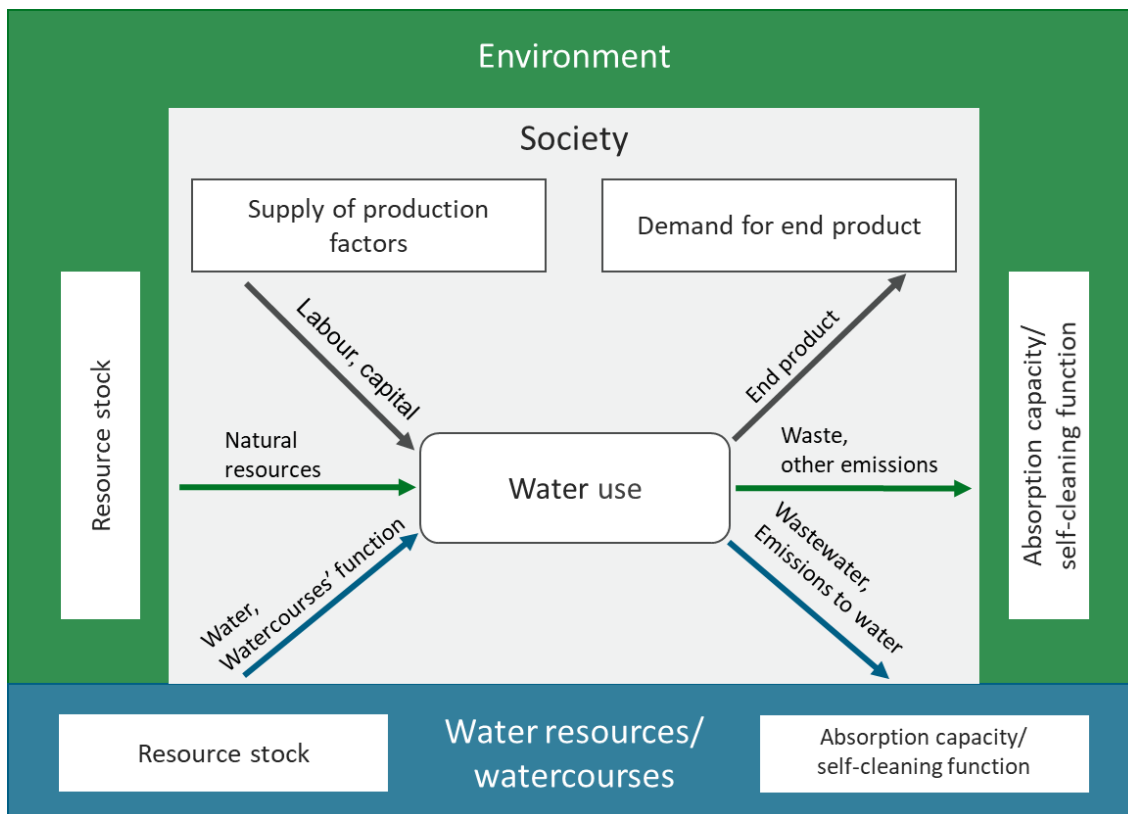 Environment
Society
Supply of production
factors
Demand for end product
Labour, capital
End product
Resource stock
Natural
resources
Water use
Waste,
other emissions
Absorption capacity/
self-cleaning function
Water,
Watercourses’ function
Wastewater,
Emissions to water
Resource stock
Water resources/
watercourses
Absorption capacity/
self-cleaning function